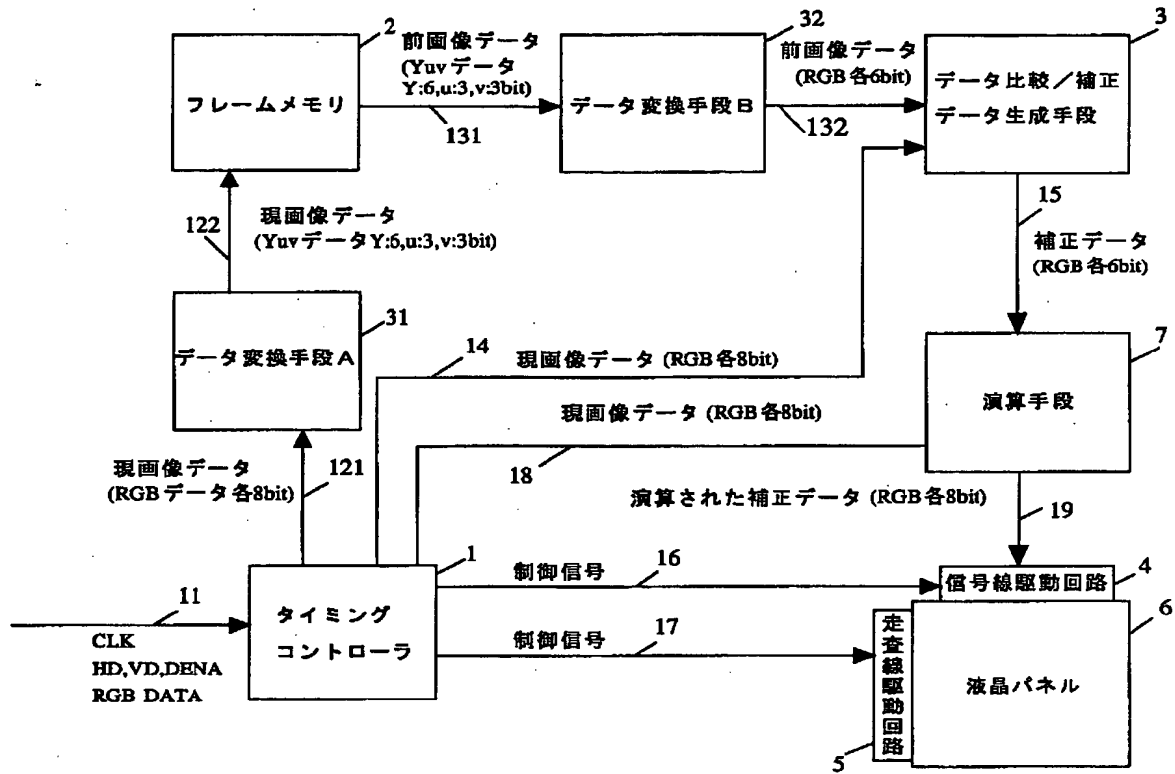 2
前画像データ
(Yuvデータ
Y:6,u:3,v:3bit)
32
前画像データ
(RGB各6bit)
3
フレームメモリ
131
データ変換手段B
132
データ比較／補正
データ生成手段
122
現画像データ
(YuvデータY:6,u:3,v:3bit)
15
補正データ
(RGB各6bit)
31
データ変換手段A
14
現画像データ(RGB各8bit)
7
演算手段
現画像データ(RGB各8bit)
18
現画像データ
(RGBデータ各8bit)
121
演算された補正データ(RGB各8bit)
19
1
制御信号
16
信号線駆動回路
4
11
タイミング
コントローラ
制御信号
17
走査線駆動回路
5
液晶パネル
6
CLK
HD,VD,DENA
RGB DATA